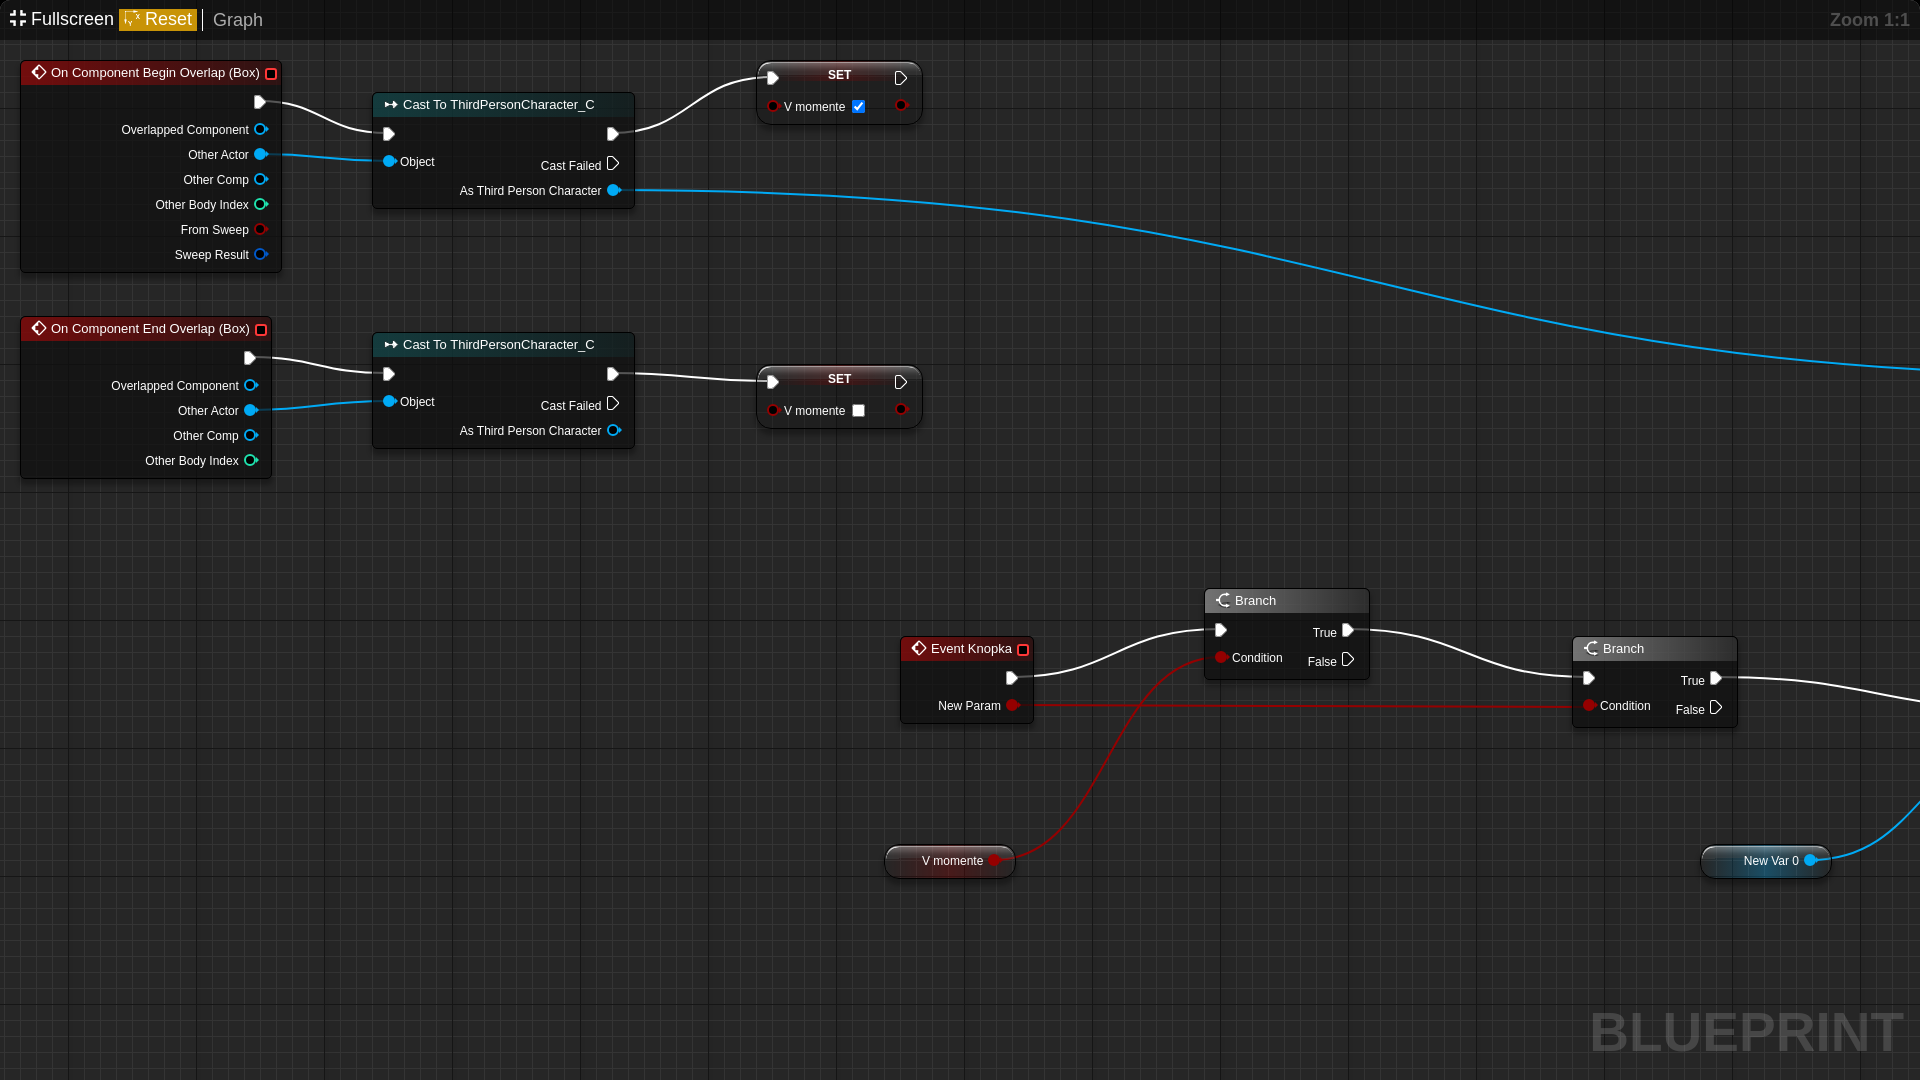 Fullscreen Reset Graph
Zoom 1:1
On Component Begin Overlap (Box)
Overlapped Component
Other Actor
Other Comp
Other Body Index
From Sweep
Sweep Result
Cast To ThirdPersonCharacter_C
Object
Cast Failed
As Third Person Character
SET
V momente
On Component End Overlap (Box)
Overlapped Component
Other Actor
Other Comp
Other Body Index
Cast To ThirdPersonCharacter_C
Object
Cast Failed
As Third Person Character
SET
V momente
Event Knopka
New Param
Branch
True
Condition
False
Branch
True
Condition
False
V momente
New Var 0
BLUEPRINT